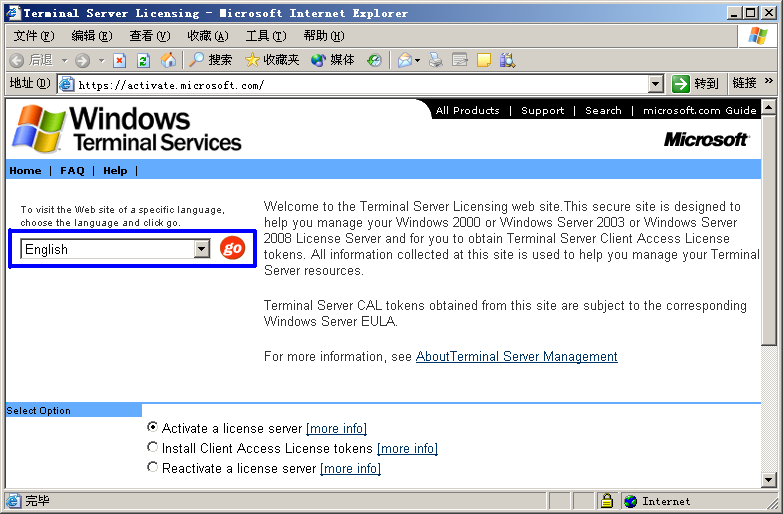 Terminal Server Licensing - Microsoft Internet Explorer
文件(F) 编辑(E) 查看(V) 收藏(A) 工具(T) 帮助(H)
后退 搜索 收藏夹 媒体
地址(D) https://activate.microsoft.com/ 转到 链接 »
All Products | Support | Search | microsoft.com Guide
Windows
Terminal Services
Microsoft
Home | FAQ | Help |
To visit the Web site of a specific language,
choose the language and click go.
English go
Welcome to the Terminal Server Licensing web site.This secure site is designed to
help you manage your Windows 2000 or Windows Server 2003 or Windows Server
2008 License Server and for you to obtain Terminal Server Client Access License
tokens. All information collected at this site is used to help you manage your Terminal
Server resources.
Terminal Server CAL tokens obtained from this site are subject to the corresponding
Windows Server EULA.
For more information, see AboutTerminal Server Management
Select Option
Activate a license server [more info]
Install Client Access License tokens [more info]
Reactivate a license server [more info]
完毕 Internet